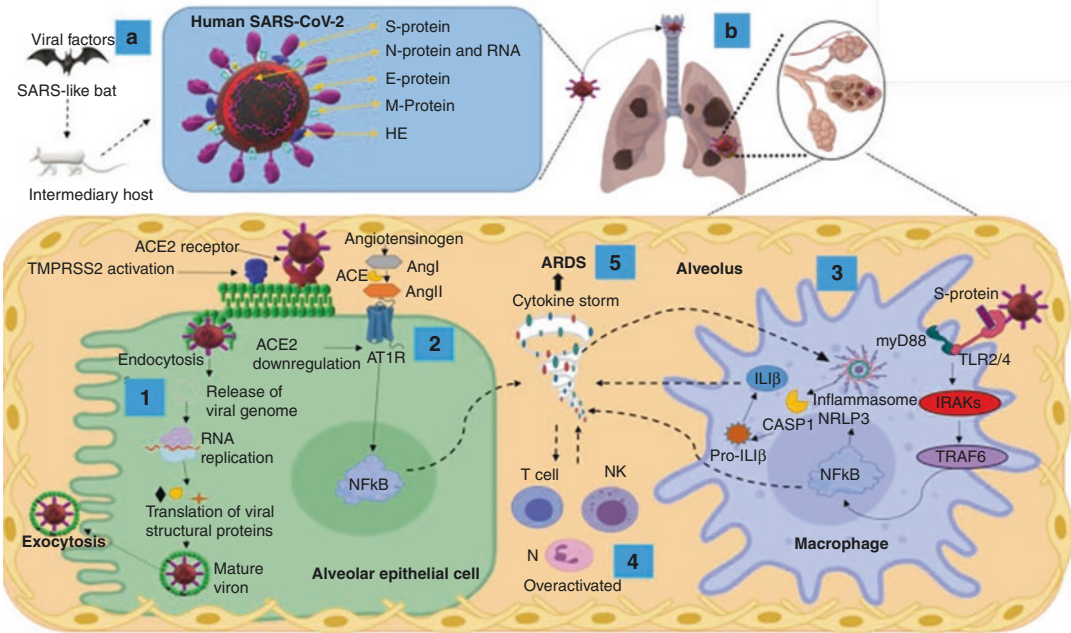 Viral factors
a
SARS-like bat
Intermediary host
Human SARS-CoV-2
S-protein
N-protein and RNA
E-protein
M-Protein
HE
b
ACE2 receptor
TMPRSS2 activation
Angiotensinogen
AngI
ACE
AngII
ACE2
downregulation
AT1R
2
Endocytosis
1
Release of
viral genome
RNA
replication
Translation of viral
structural proteins
Mature
viron
Exocytosis
NFkB
Alveolar epithelial cell
ARDS
5
Cytokine storm
Alveolus
T cell
NK
N
4
Overactivated
3
S-protein
myD88
TLR2/4
IRAKs
TRAF6
ILIβ
Inflammasome
NRLP3
CASP1
Pro-ILIβ
NFkB
Macrophage